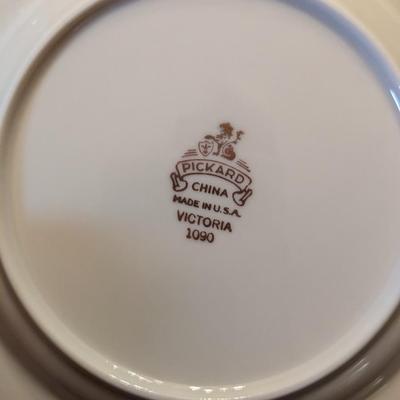 PICKARD
CHINA
MADE IN U.S.A.
VICTORIA
1090